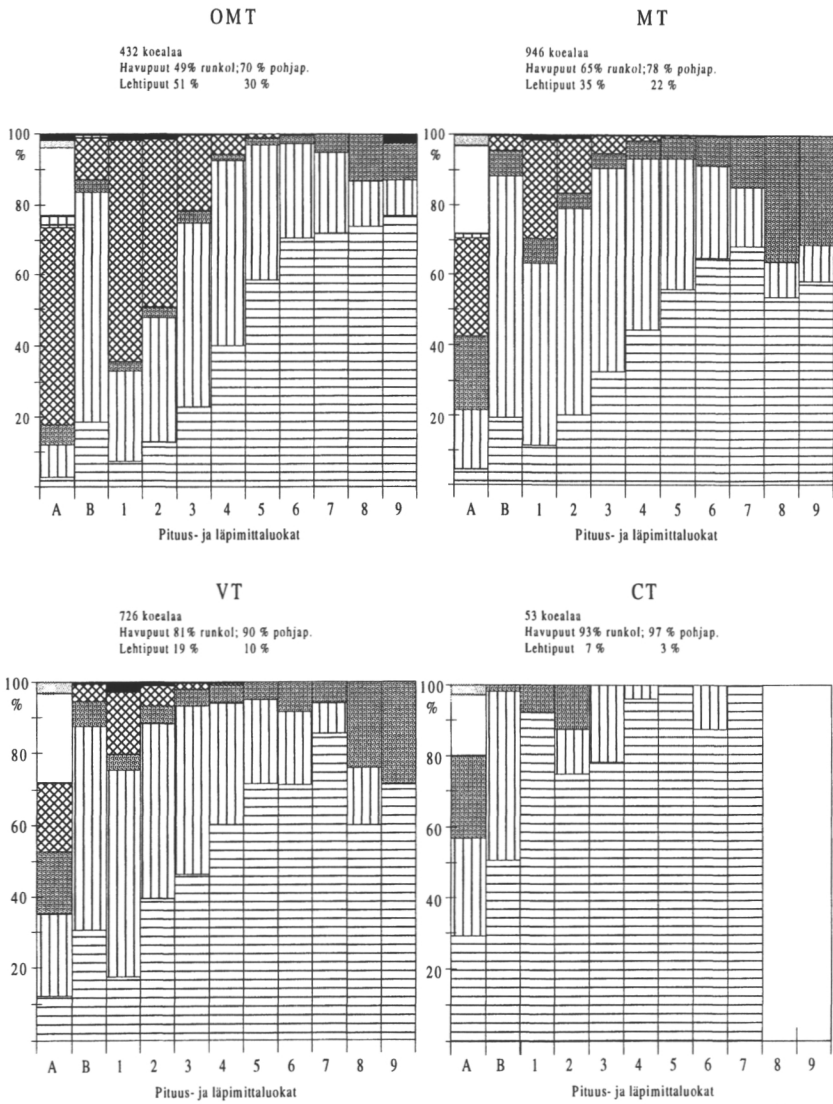 OMT
432 koealaa
Havupuut 49% runkol;70 % pohjap.
Lehtipuut 51 % 30 %
100
%
80
60
40
20
A B 1 2 3 4 5 6 7 8 9
Pituus- ja läpimittaluokat
MT
946 koealaa
Havupuut 65% runkol;78 % pohjap.
Lehtipuut 35 % 22 %
100
%
80
60
40
20
A B 1 2 3 4 5 6 7 8 9
Pituus- ja läpimittaluokat
VT
726 koealaa
Havupuut 81% runkol; 90 % pohjap.
Lehtipuut 19 % 10 %
100
%
80
60
40
20
A B 1 2 3 4 5 6 7 8 9
Pituus- ja läpimittaluokat
CT
53 koealaa
Havupuut 93% runkol; 97 % pohjap.
Lehtipuut 7 % 3 %
100
%
80
60
40
20
A B 1 2 3 4 5 6 7 8 9
Pituus- ja läpimittaluokat